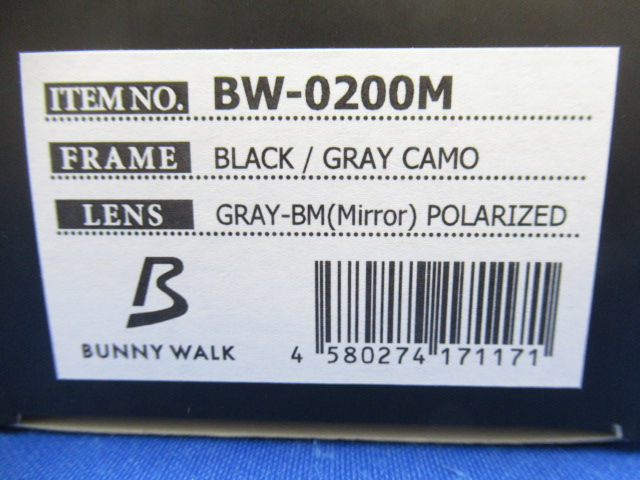 ITEM NO. BW-0200M
FRAME BLACK / GRAY CAMO
LENS GRAY-BM(Mirror) POLARIZED
B
BUNNY WALK
4 580274 171171